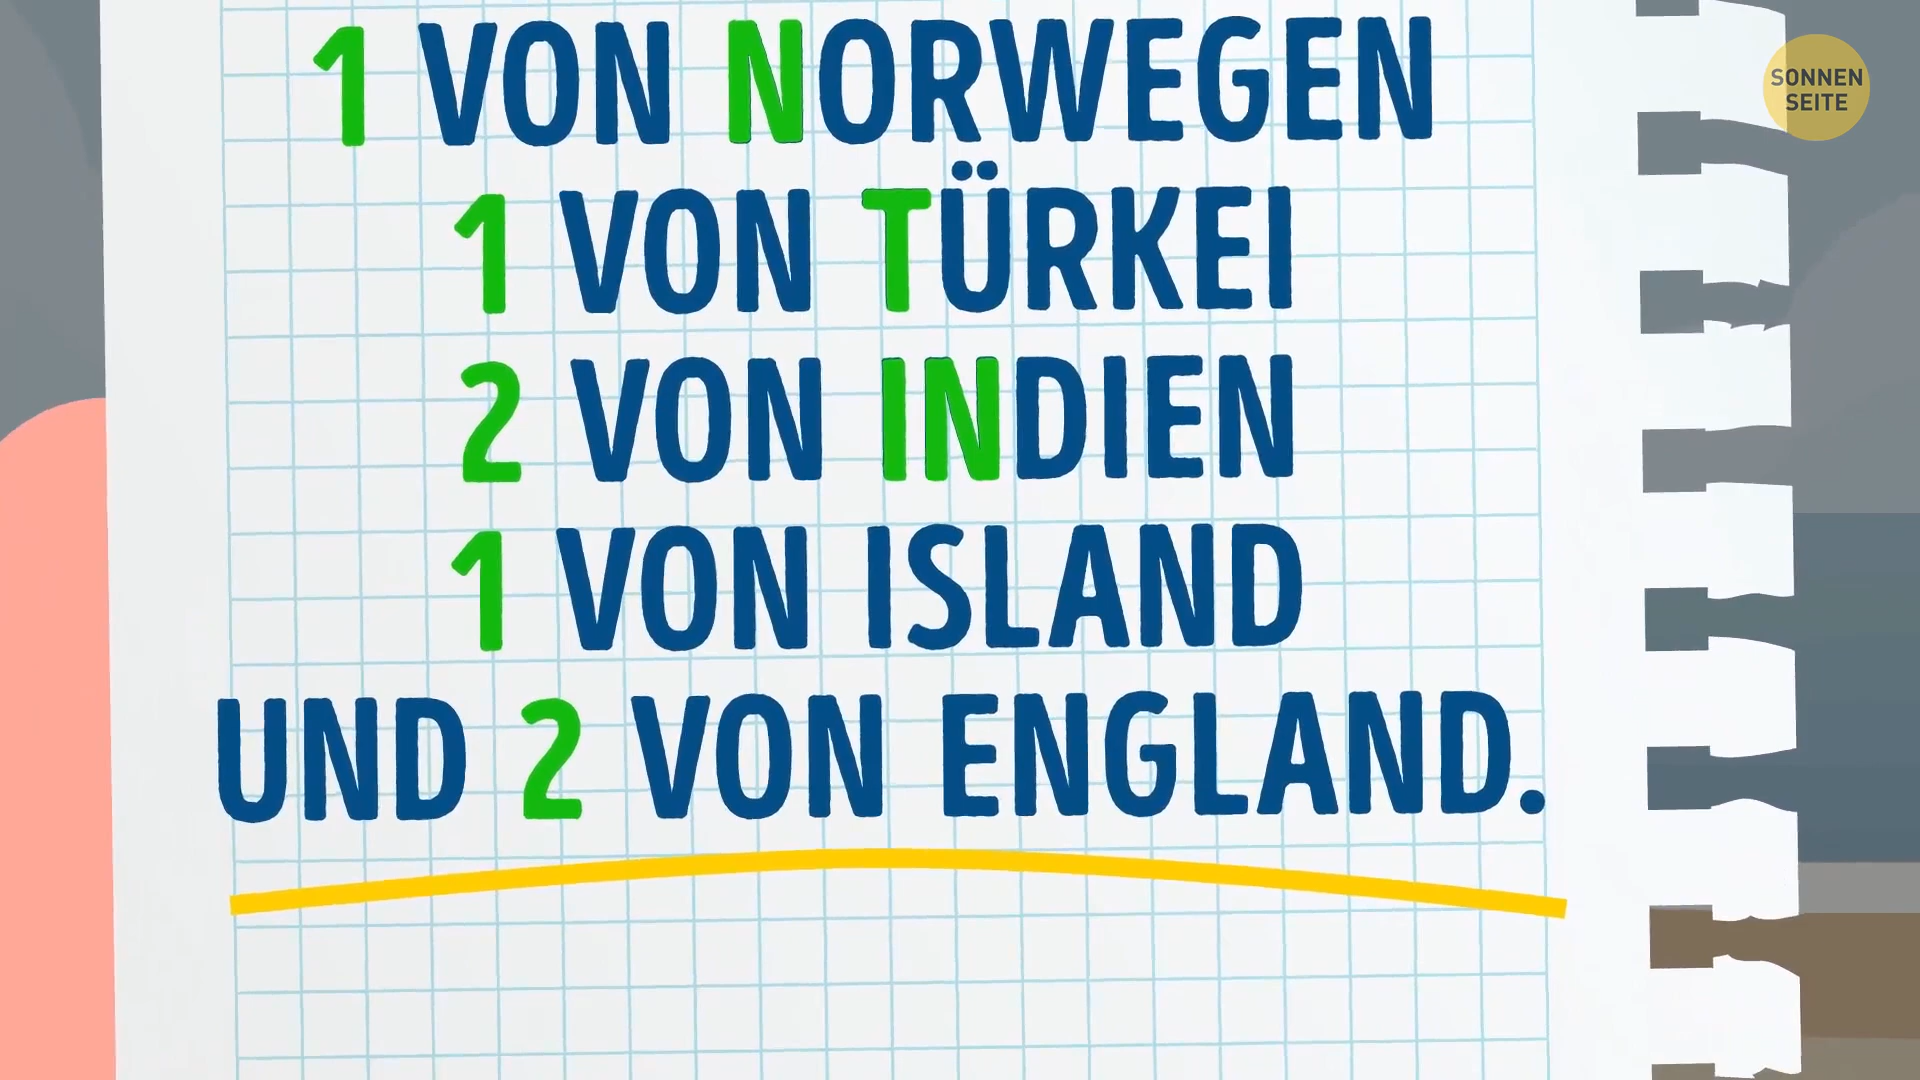 1 VON NORWEGEN
SONNEN
SEITE
1 VON TÜRKEI
2 VON INDIEN
1 VON ISLAND
UND 2 VON ENGLAND.